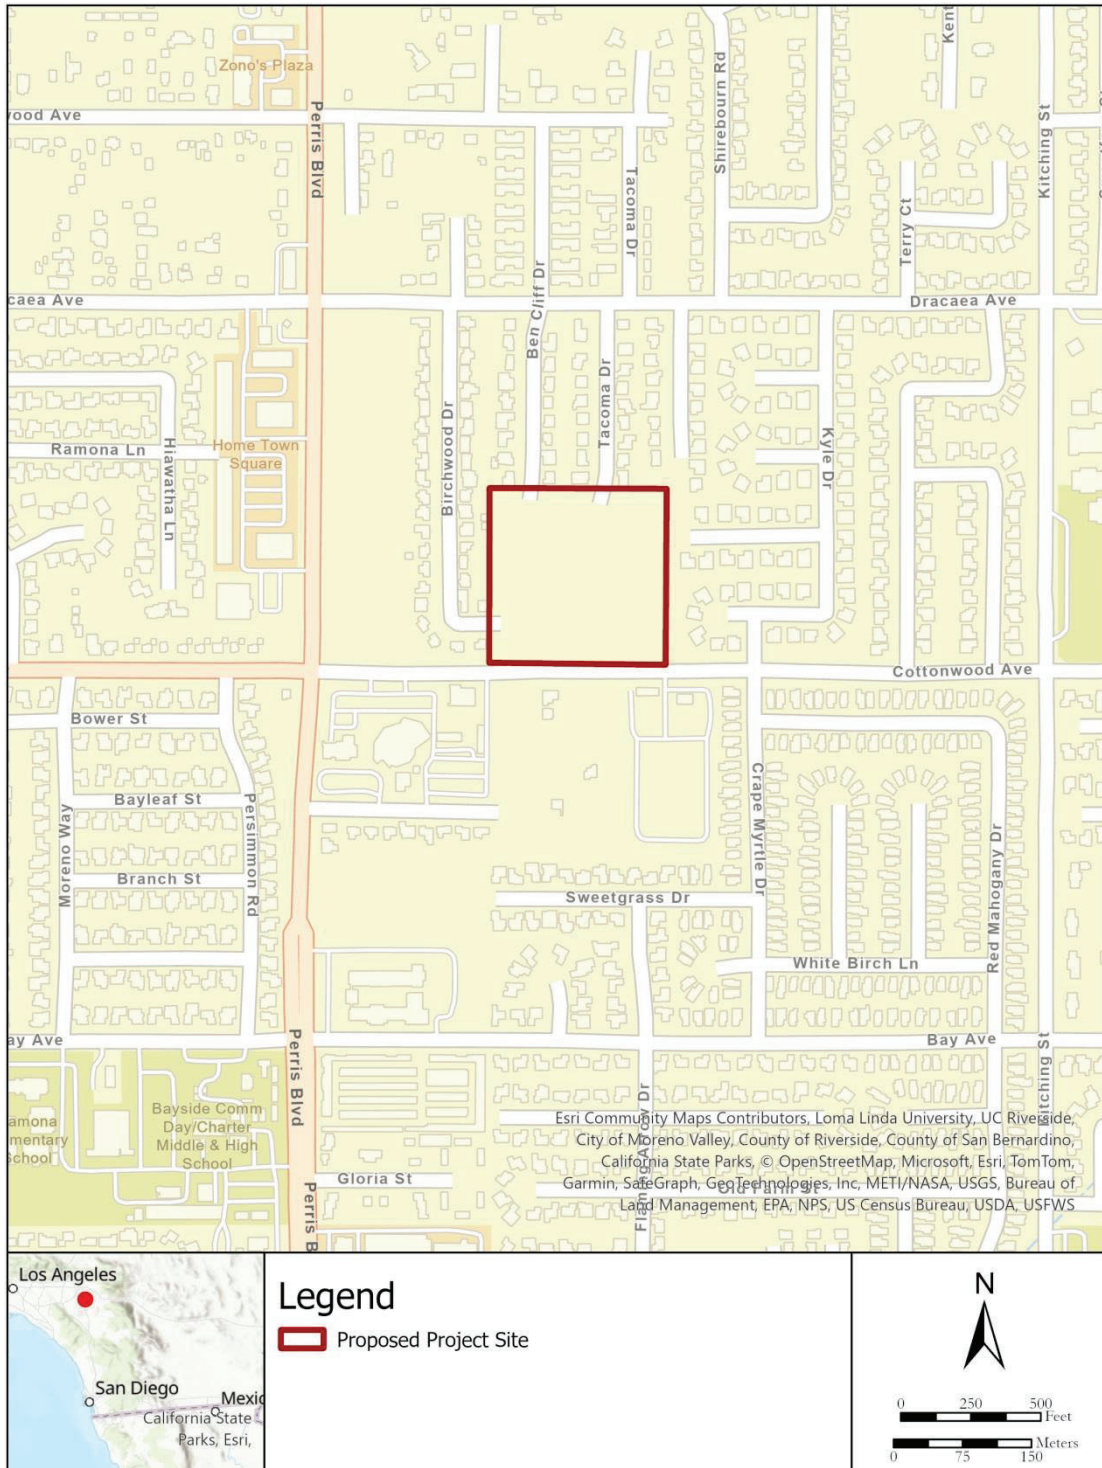 Zono's Plaza
Kent
Shirebourn Rd
Kitching St
Perris Blvd
Tacoma Dr
Terry Ct
Ben Cliff Dr
caea Ave
Dracaea Ave
Tacoma Dr
Birchwood Dr
Kyle Dr
Ramona Ln
Hiawatha Ln
Home Town
Square
Cottonwood Ave
Bower St
Bayleaf St
Persimmon Rd
Moreno Way
Branch St
Crape Myrtle Dr
Red Mahogany Dr
Sweetgrass Dr
White Birch Ln
ay Ave
Bay Ave
Perris Blvd
Kitching St
Bayside Comm
Day/Charter
Middle & High
School
amona
mentary
School
Gloria St
Perris B
Flaming Arrow Dr
Old Farm St
Esri Community Maps Contributors, Loma Linda University, UC Riverside,
City of Moreno Valley, County of Riverside, County of San Bernardino,
California State Parks, © OpenStreetMap, Microsoft, Esri, TomTom,
Garmin, SafeGraph, GeoTechnologies, Inc, METI/NASA, USGS, Bureau of
Land Management, EPA, NPS, US Census Bureau, USDA, USFWS
Los Angeles
San Diego
Mexic
California State
Parks, Esri,
Legend
Proposed Project Site
N
0 250 500
Feet
Meters
0 75 150